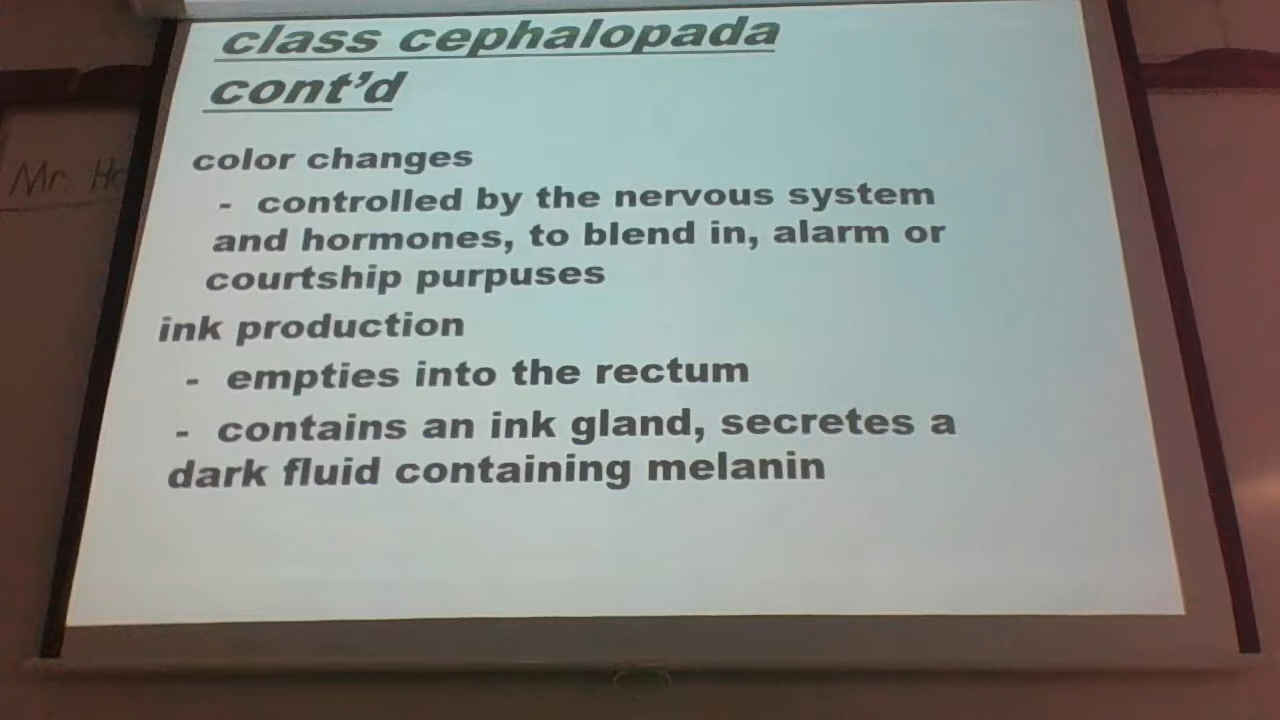 class cephalopada
cont'd
color changes
- controlled by the nervous system
and hormones, to blend in, alarm or
courtship purpuses
ink production
- empties into the rectum
- contains an ink gland, secretes a
dark fluid containing melanin
Mr.